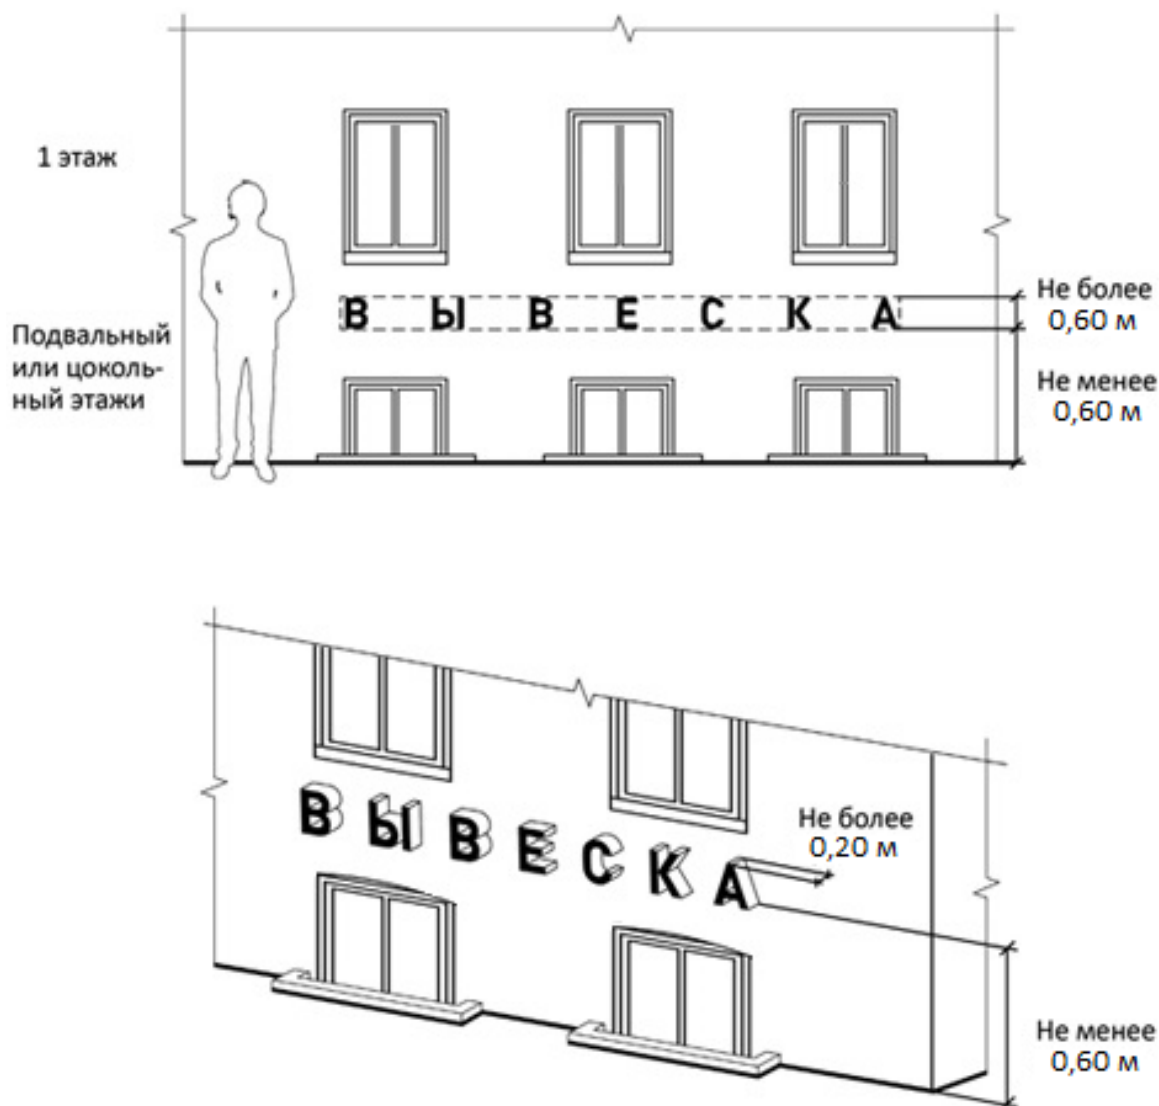 1 этаж
В Ы В Е С К А
Не более
0,60 м
Подвальный
или цоколь-
ный этажи
Не менее
0,60 м
ВЫВЕСКА
Не более
0,20 м
Не менее
0,60 м